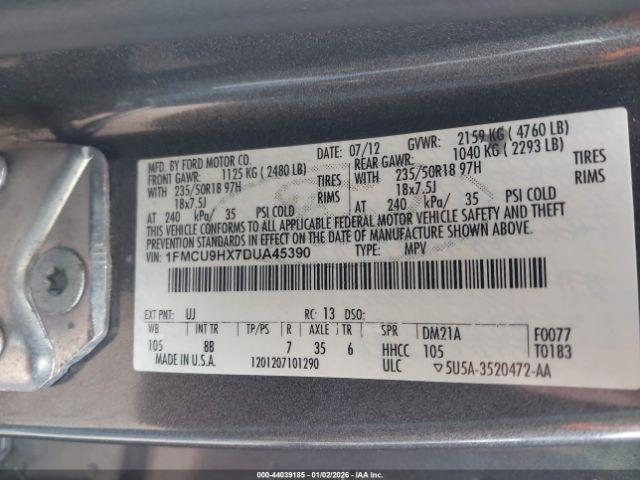 MFD. BY FORD MOTOR CO. DATE: 07/12 GVWR: 2159 KG ( 4760 LB)
FRONT GAWR: 1125 KG ( 2480 LB) REAR GAWR: 1040 KG ( 2293 LB)
WITH 235/50R18 97H TIRES WITH 235/50R18 97H TIRES
18x7.5J RIMS 18x7.5J RIMS
AT 240 kPa/ 35 PSI COLD AT 240 kPa/ 35 PSI COLD
THIS VEHICLE CONFORMS TO ALL APPLICABLE FEDERAL MOTOR VEHICLE SAFETY AND THEFT
PREVENTION STANDARDS IN EFFECT ON THE DATE OF MANUFACTURE SHOWN ABOVE.
VIN: 1FMCU9HX7DUA45390 TYPE: MPV
EXT PNT: UJ RC: 13 DSO:
WB INT TR TP/PS R AXLE TR SPR DM21A F0077
105 8B 7 35 6 HHCC 105 T0183
MADE IN U.S.A. 1201207101290 ULC ▽5U5A-3520472-AA
120000 - 44039185 - 01/02/2026 - IAA Inc.